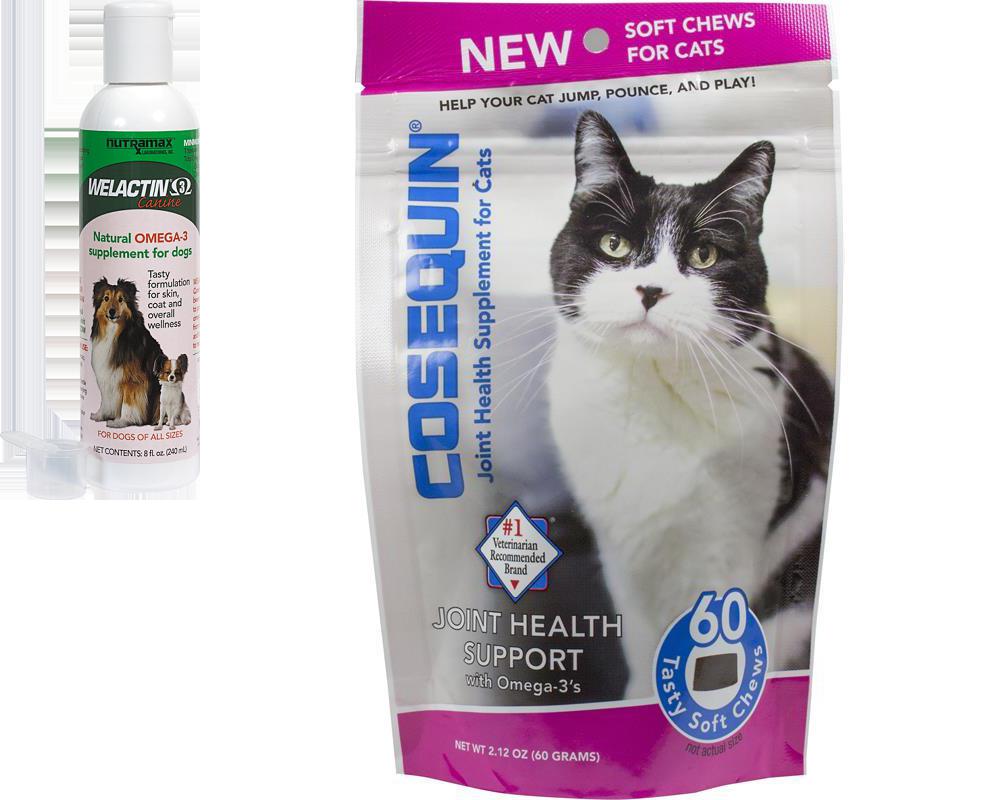 nutramax
LABORATORIES, INC.
WELACTIN® 3
Canine
Natural OMEGA-3
supplement for dogs
Tasty
formulation
for skin,
coat and
overall
wellness
FOR DOGS OF ALL SIZES
NET CONTENTS: 8 fl. oz. (240 mL)
NEW
SOFT CHEWS
FOR CATS
HELP YOUR CAT JUMP, POUNCE, AND PLAY!
COSEQUIN®
Joint Health Supplement for Cats
#1
Veterinarian
Recommended
Brand
®
JOINT HEALTH
SUPPORT
with Omega-3's
60
Tasty Soft Chews
not actual size
NET WT 2.12 OZ (60 GRAMS)